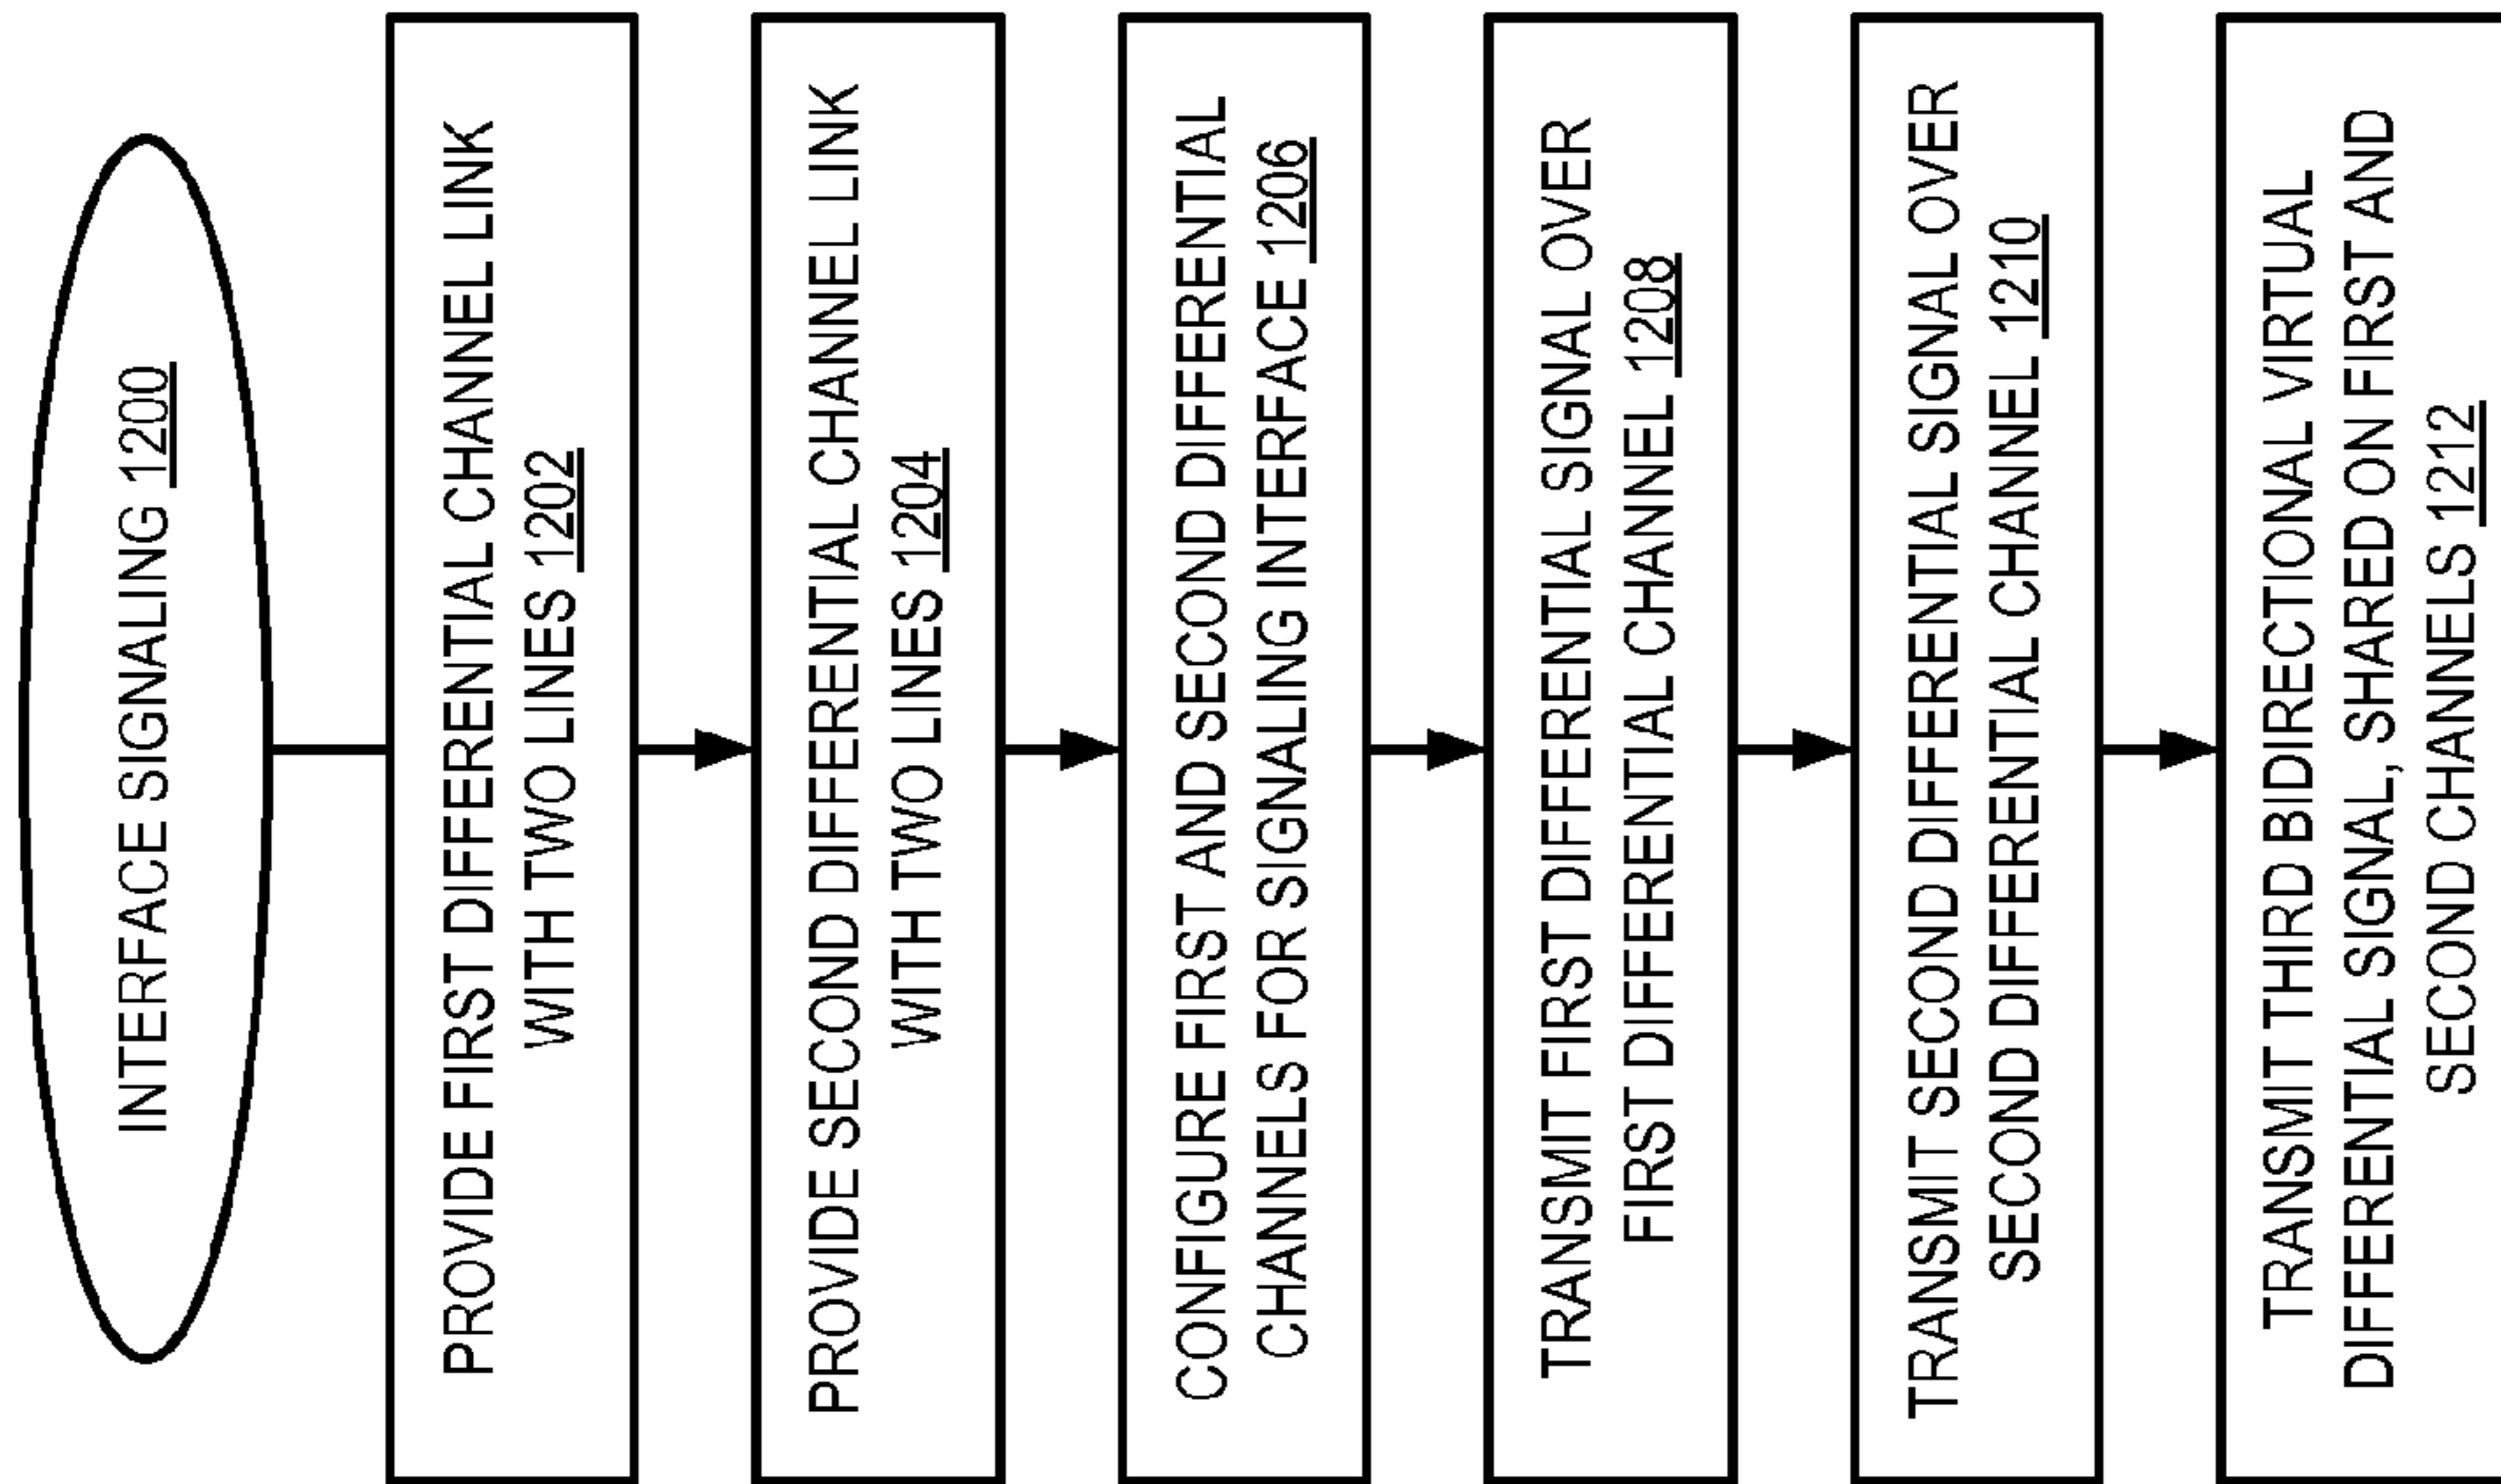 INTERFACE SIGNALING 1200
PROVIDE FIRST DIFFERENTIAL CHANNEL LINK
WITH TWO LINES 1202
PROVIDE SECOND DIFFERENTIAL CHANNEL LINK
WITH TWO LINES 1204
CONFIGURE FIRST AND SECOND DIFFERENTIAL
CHANNELS FOR SIGNALING INTERFACE 1206
TRANSMIT FIRST DIFFERENTIAL SIGNAL OVER
FIRST DIFFERENTIAL CHANNEL 1208
TRANSMIT SECOND DIFFERENTIAL SIGNAL OVER
SECOND DIFFERENTIAL CHANNEL 1210
TRANSMIT THIRD BIDIRECTIONAL VIRTUAL
DIFFERENTIAL SIGNAL, SHARED ON FIRST AND
SECOND CHANNELS 1212